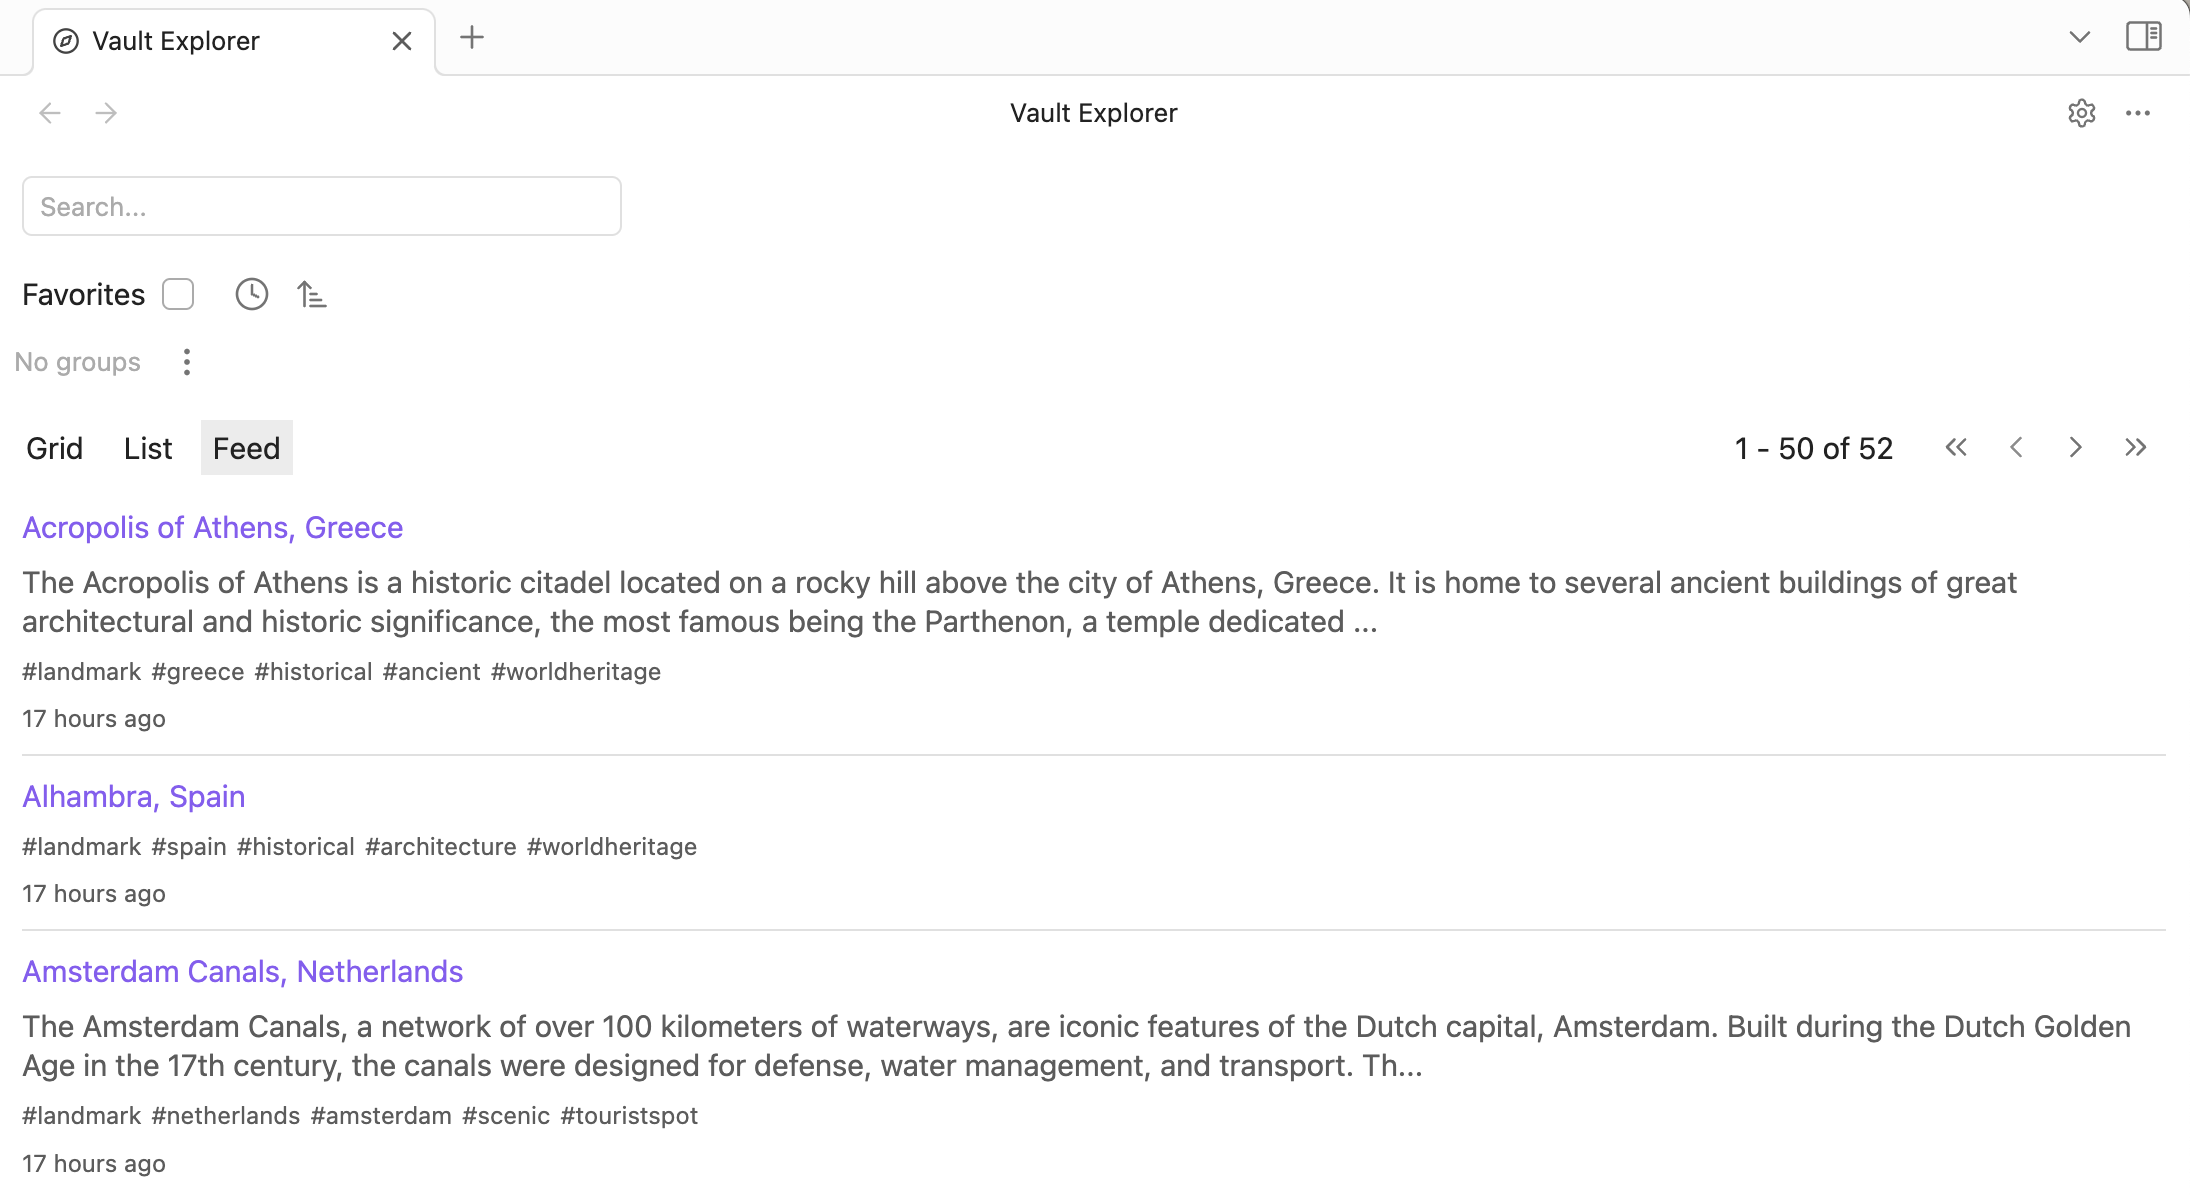 Vault Explorer
Vault Explorer
Search...
Favorites
No groups
Grid List Feed 1 - 50 of 52
Acropolis of Athens, Greece
The Acropolis of Athens is a historic citadel located on a rocky hill above the city of Athens, Greece. It is home to several ancient buildings of great
architectural and historic significance, the most famous being the Parthenon, a temple dedicated ...
#landmark #greece #historical #ancient #worldheritage
17 hours ago
Alhambra, Spain
#landmark #spain #historical #architecture #worldheritage
17 hours ago
Amsterdam Canals, Netherlands
The Amsterdam Canals, a network of over 100 kilometers of waterways, are iconic features of the Dutch capital, Amsterdam. Built during the Dutch Golden
Age in the 17th century, the canals were designed for defense, water management, and transport. Th...
#landmark #netherlands #amsterdam #scenic #touristspot
17 hours ago